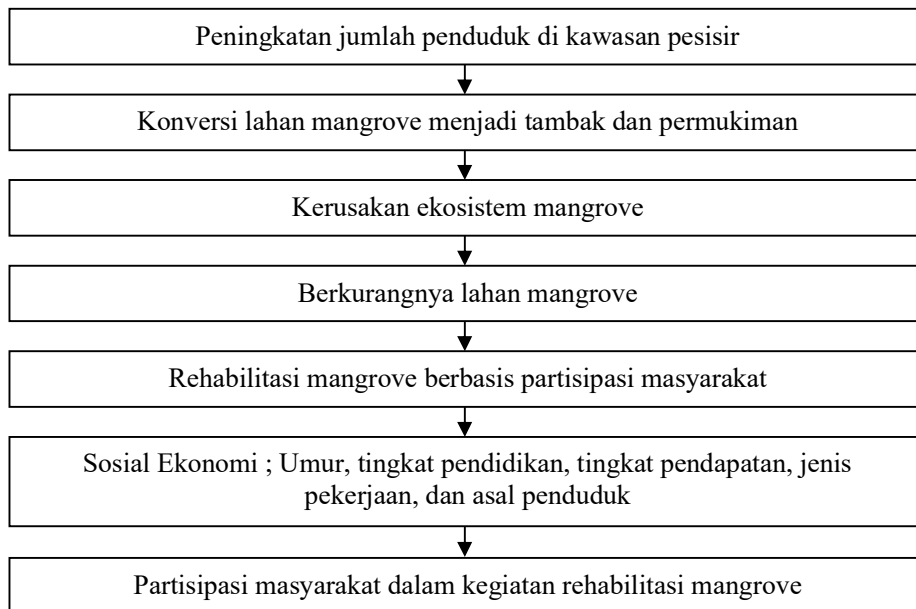 Peningkatan jumlah penduduk di kawasan pesisir
Konversi lahan mangrove menjadi tambak dan permukiman
Kerusakan ekosistem mangrove
Berkurangnya lahan mangrove
Rehabilitasi mangrove berbasis partisipasi masyarakat
Sosial Ekonomi ; Umur, tingkat pendidikan, tingkat pendapatan, jenis
pekerjaan, dan asal penduduk
Partisipasi masyarakat dalam kegiatan rehabilitasi mangrove